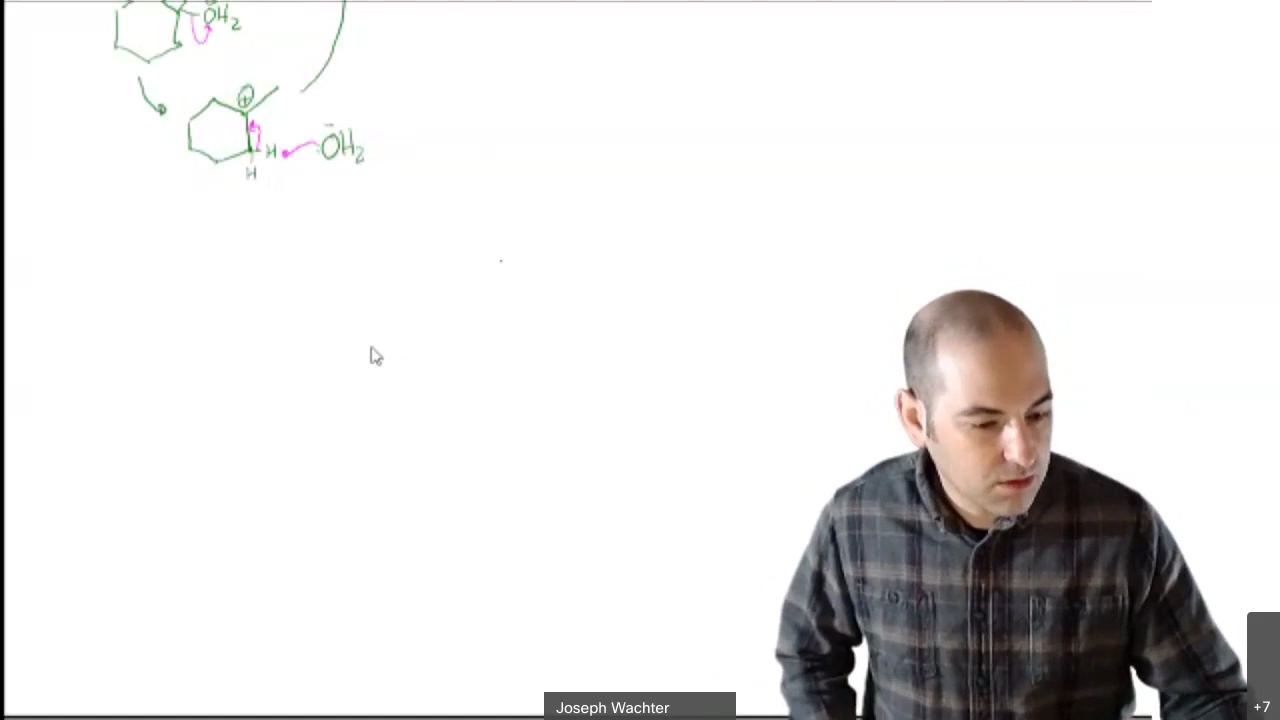 OH2
⊕
H OH2
H
Joseph Wachter
+7